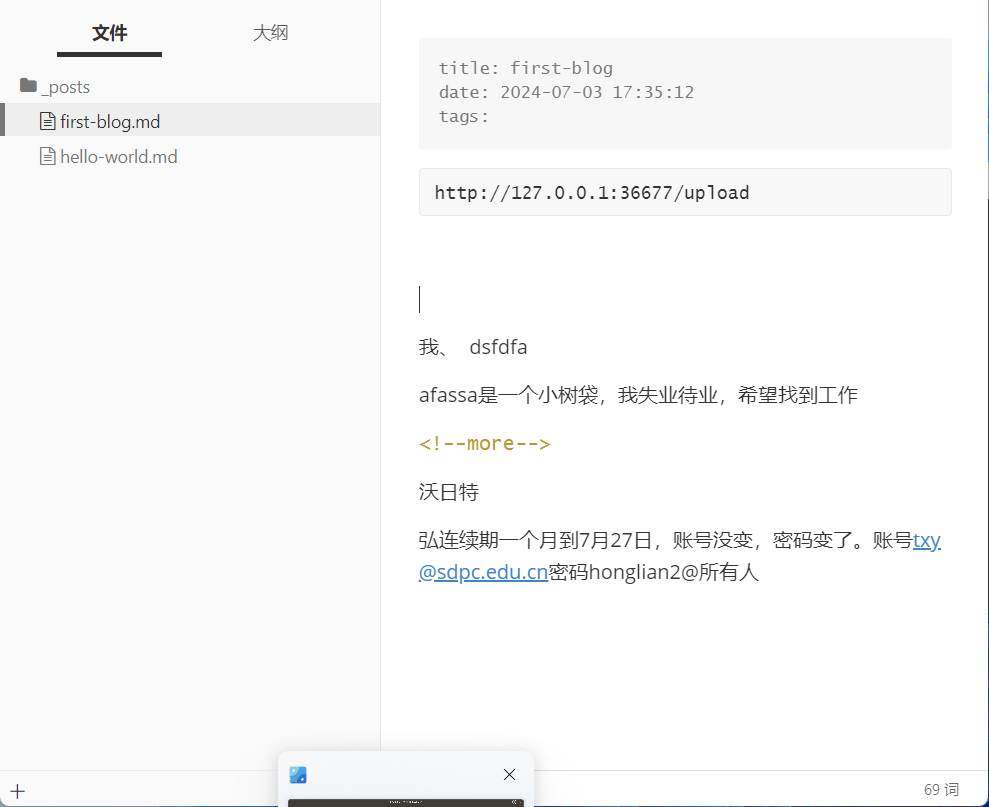 文件
大纲
_posts
first-blog.md
hello-world.md
title: first-blog
date: 2024-07-03 17:35:12
tags:
http://127.0.0.1:36677/upload
我、 dsfdfa
afassa是一个小树袋，我失业待业，希望找到工作
<!--more-->
沃日特
弘连续期一个月到7月27日，账号没变，密码变了。账号txy
@sdpc.edu.cn密码honglian2@所有人
69 词